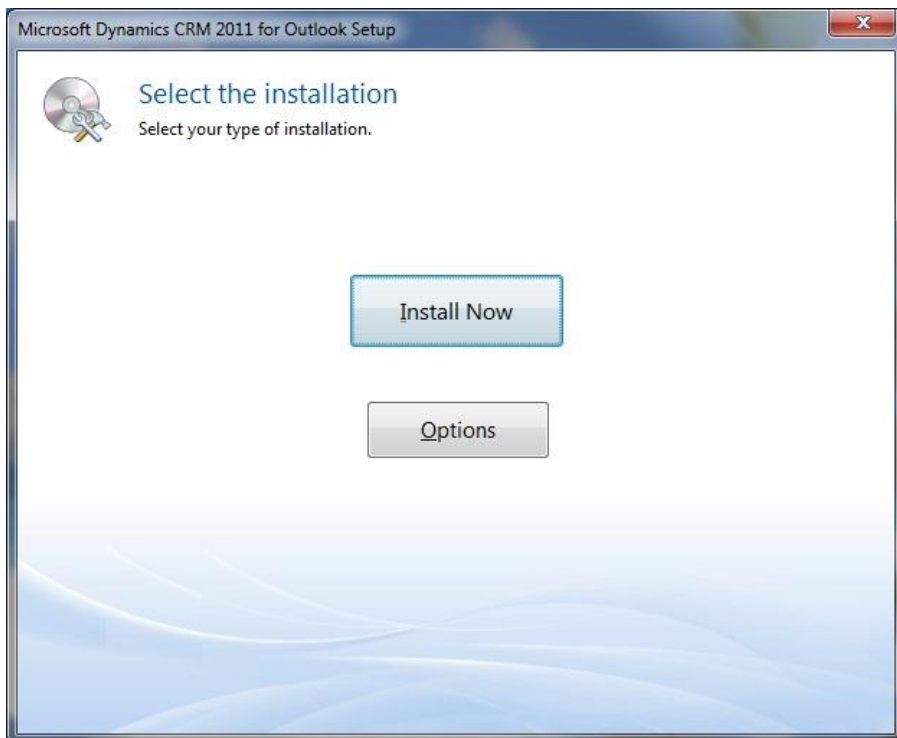 Microsoft Dynamics CRM 2011 for Outlook Setup
Select the installation
Select your type of installation.
Install Now
Options